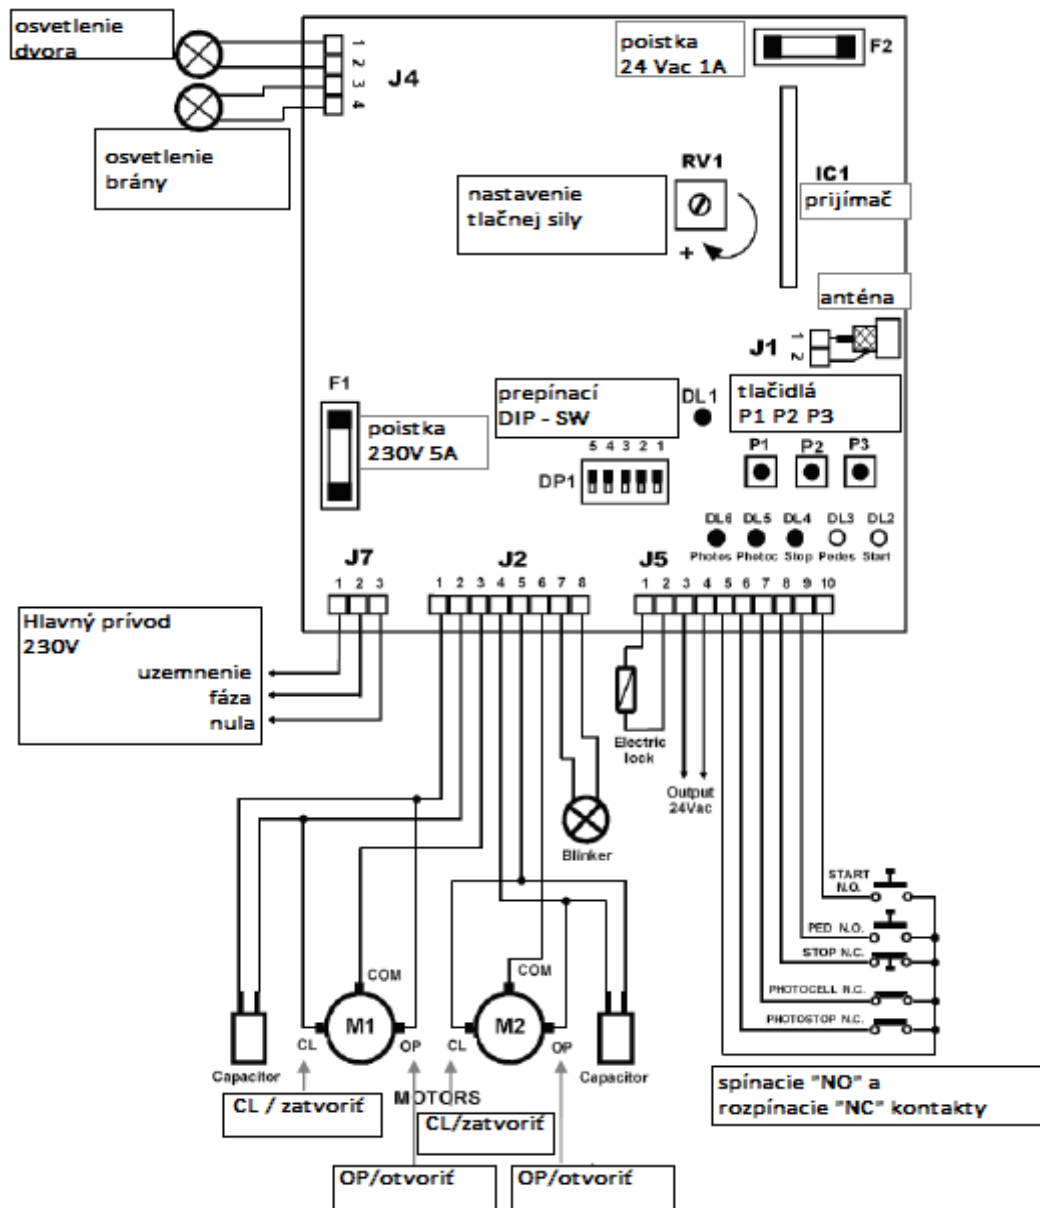 osvetlenie
dvora
1
2
3
4
J4
osvetlenie
brány
poistka
24 Vac 1A
F2
RV1
nastavenie
tlačnej sily
+
IC1
prijímač
anténa
J1
1
2
F1
poistka
230V 5A
prepínací
DIP - SW
DL1
tlačidlá
P1 P2 P3
5 4 3 2 1
DP1
P1 P2 P3
DL6 DL5 DL4 DL3 DL2
Photos Photoc Stop Pedes Start
J7
J2
J5
1 2 3
1 2 3 4 5 6 7 8
1 2 3 4 5 6 7 8 9 10
Hlavný prívod
230V
uzemnenie
fáza
nula
Electric
lock
Output
24Vac
Blinker
START
N.O.
PED N.O.
STOP N.C.
PHOTOCELL N.C.
PHOTOSTOP N.C.
COM
COM
M1
M2
CL
OP
CL
OP
Capacitor
Capacitor
MOTORS
CL / zatvoriť
CL/zatvoriť
OP/otvoriť
OP/otvoriť
spínacie "NO" a
rozpínacie "NC" kontakty